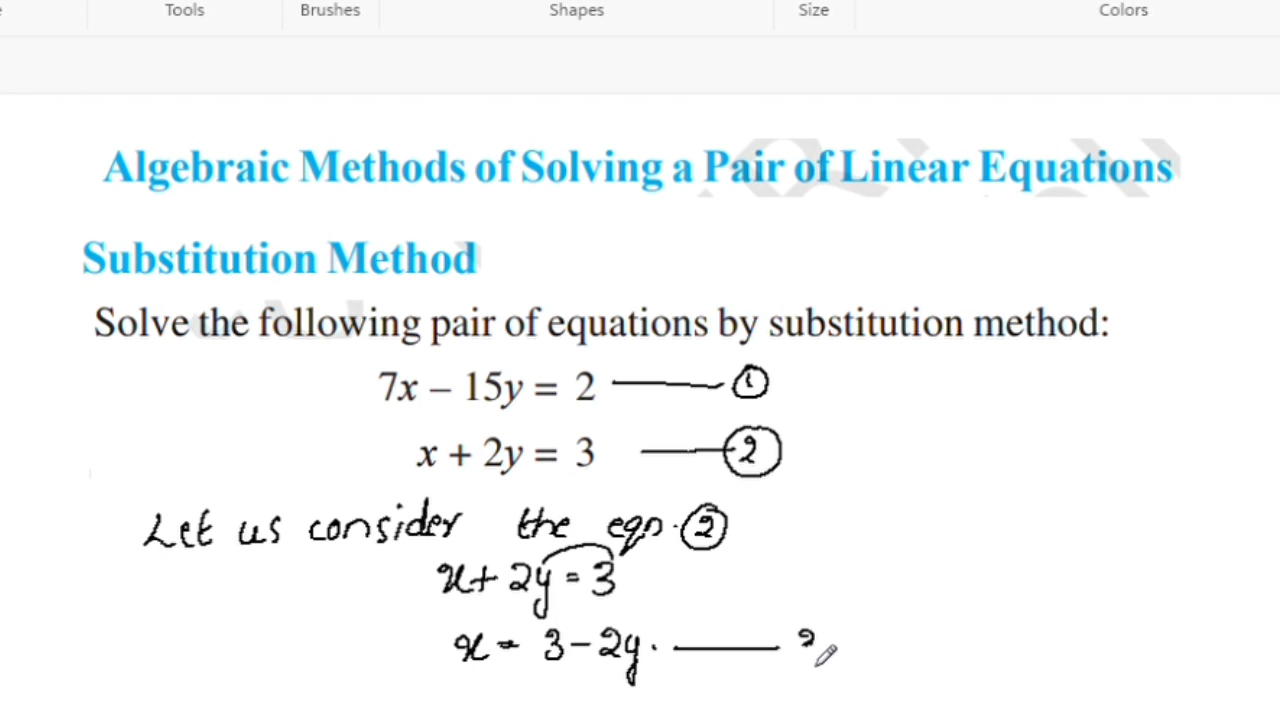 Tools Brushes Shapes Size Colors
Algebraic Methods of Solving a Pair of Linear Equations
Substitution Method
Solve the following pair of equations by substitution method:
7x – 15y = 2 —— ①
x + 2y = 3 —— ②
Let us consider the eqn. ②
x + 2y = 3
x = 3 - 2y. ——